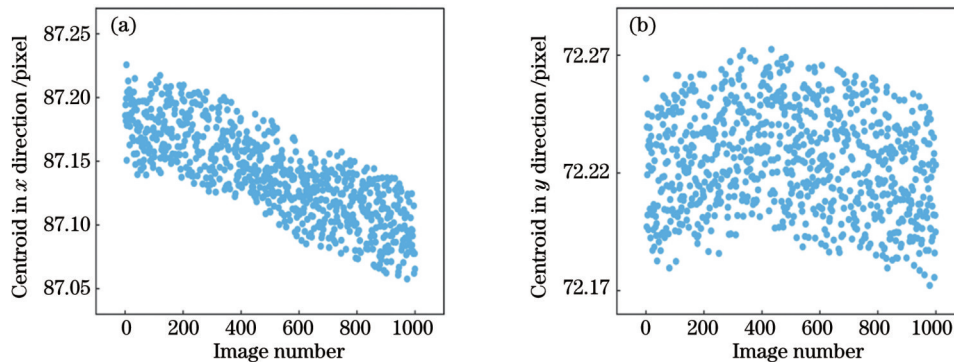 (a)
87.25
87.20
87.15
87.10
87.05
Centroid in x direction /pixel
0 200 400 600 800 1000
Image number
(b)
72.27
72.22
72.17
Centroid in y direction /pixel
0 200 400 600 800 1000
Image number